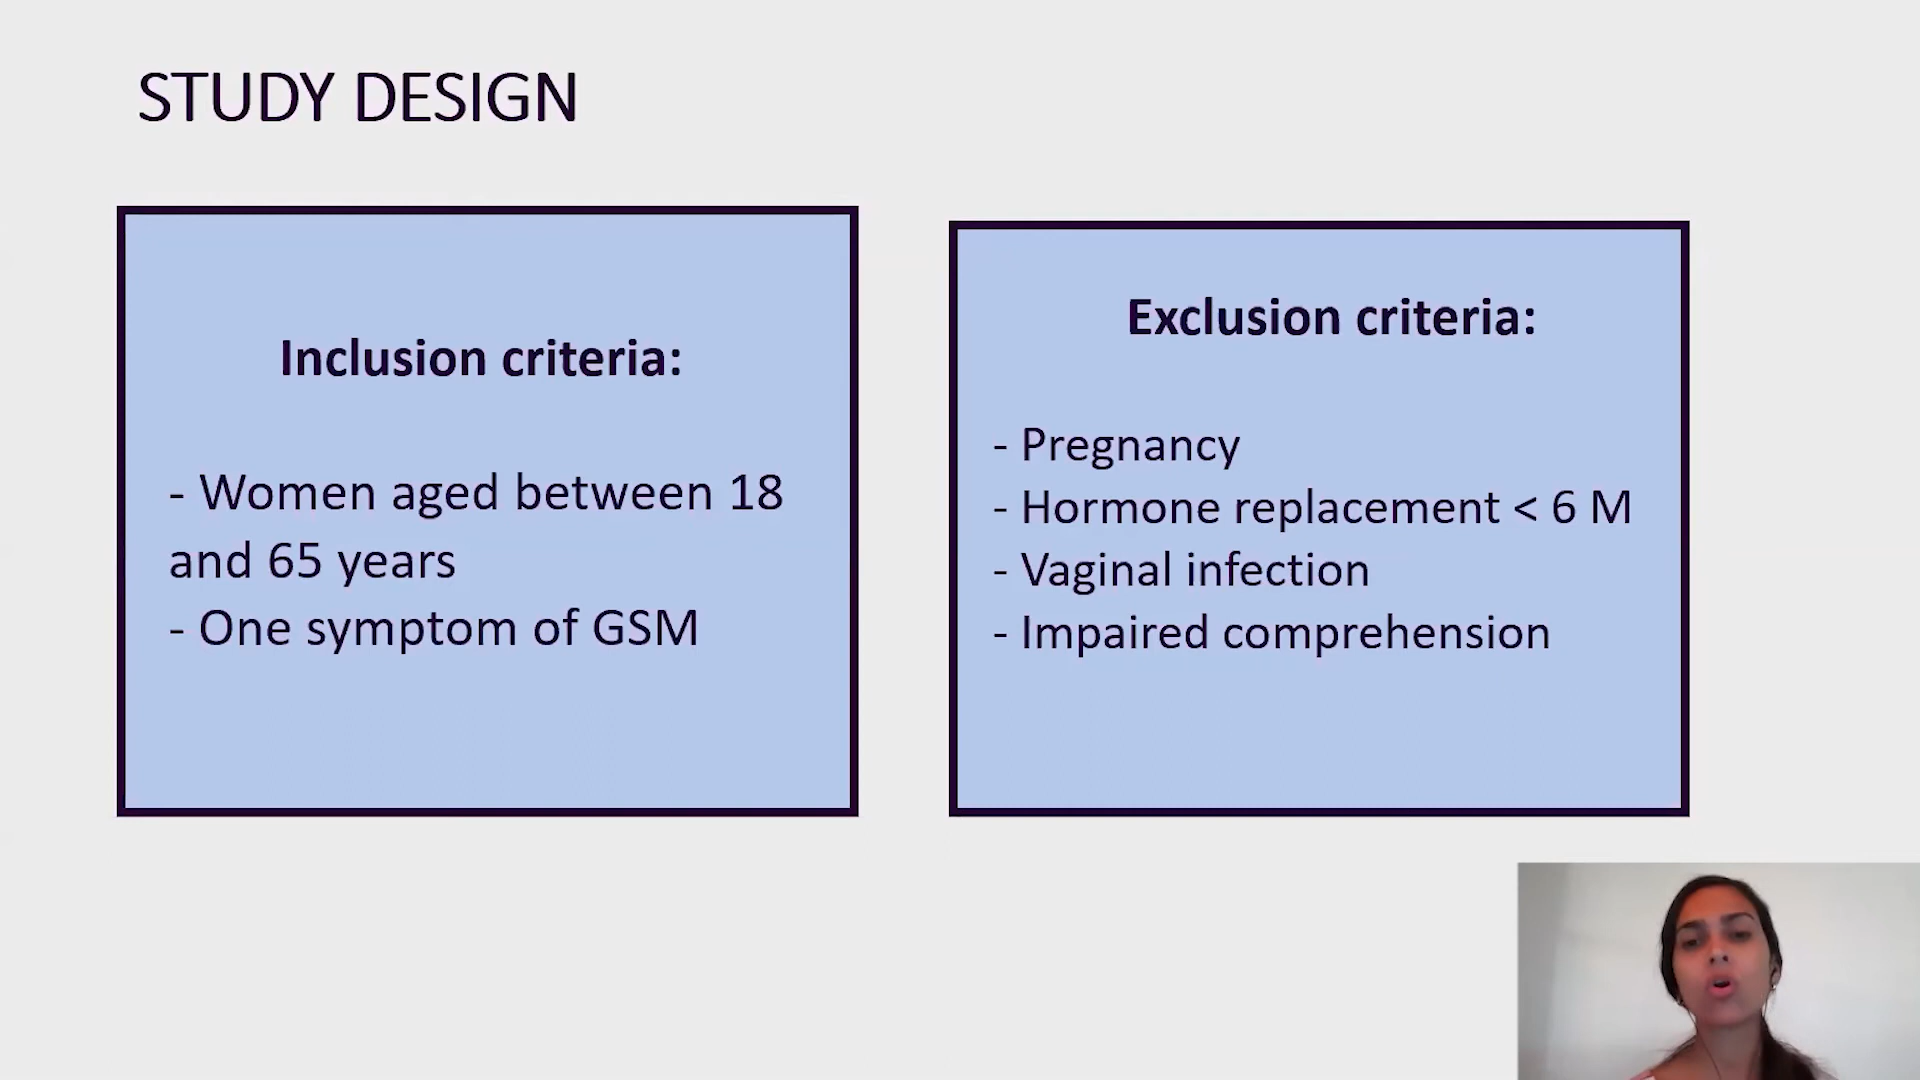 STUDY DESIGN
Inclusion criteria:
- Women aged between 18
and 65 years
- One symptom of GSM
Exclusion criteria:
- Pregnancy
- Hormone replacement < 6 M
- Vaginal infection
- Impaired comprehension